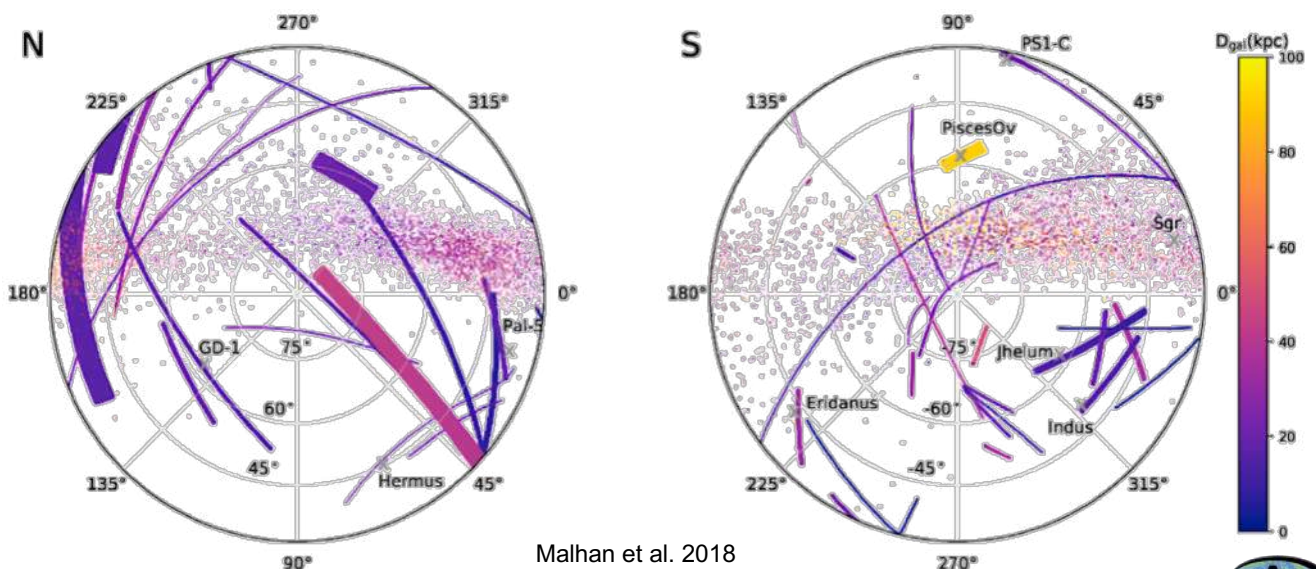 N
270°
225°
315°
180°
0°
GD-1
75°
Pal-5
60°
45°
Hermus
135°
45°
90°
S
90°
PS1-C
135°
45°
PiscesOv
Sgr
180°
0°
-75°
Jhelum
Eridanus
-60°
Indus
-45°
225°
315°
270°
D_gal(kpc)
100
80
60
40
20
0
Malhan et al. 2018